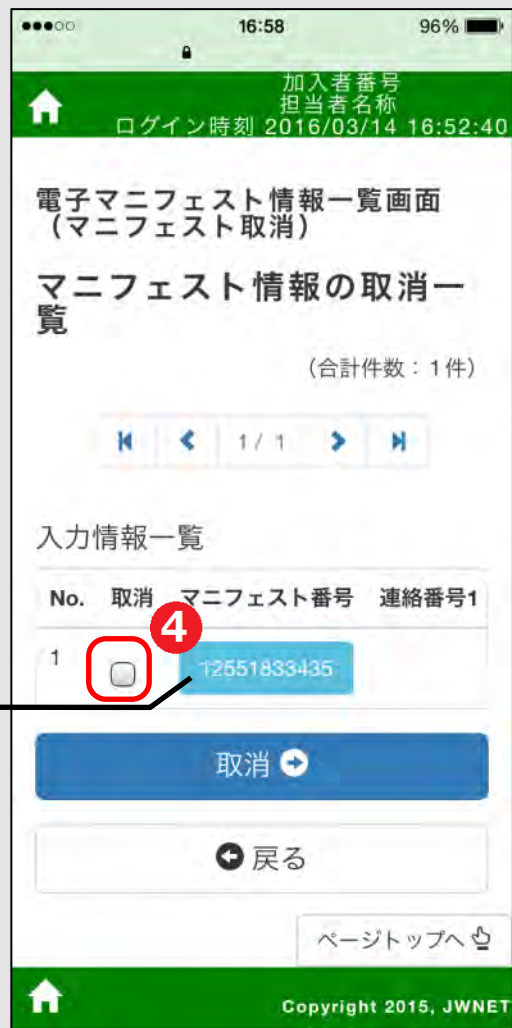 16:58
96%
加入者番号
担当者名称
ログイン時刻 2016/03/14 16:52:40
電子マニフェスト情報一覧画面
（マニフェスト取消）
マニフェスト情報の取消一
覧
（合計件数：1件）
1 / 1
入力情報一覧
No. 取消 マニフェスト番号 連絡番号1
4
1 12551833435
取消
戻る
ページトップへ
Copyright 2015, JWNET